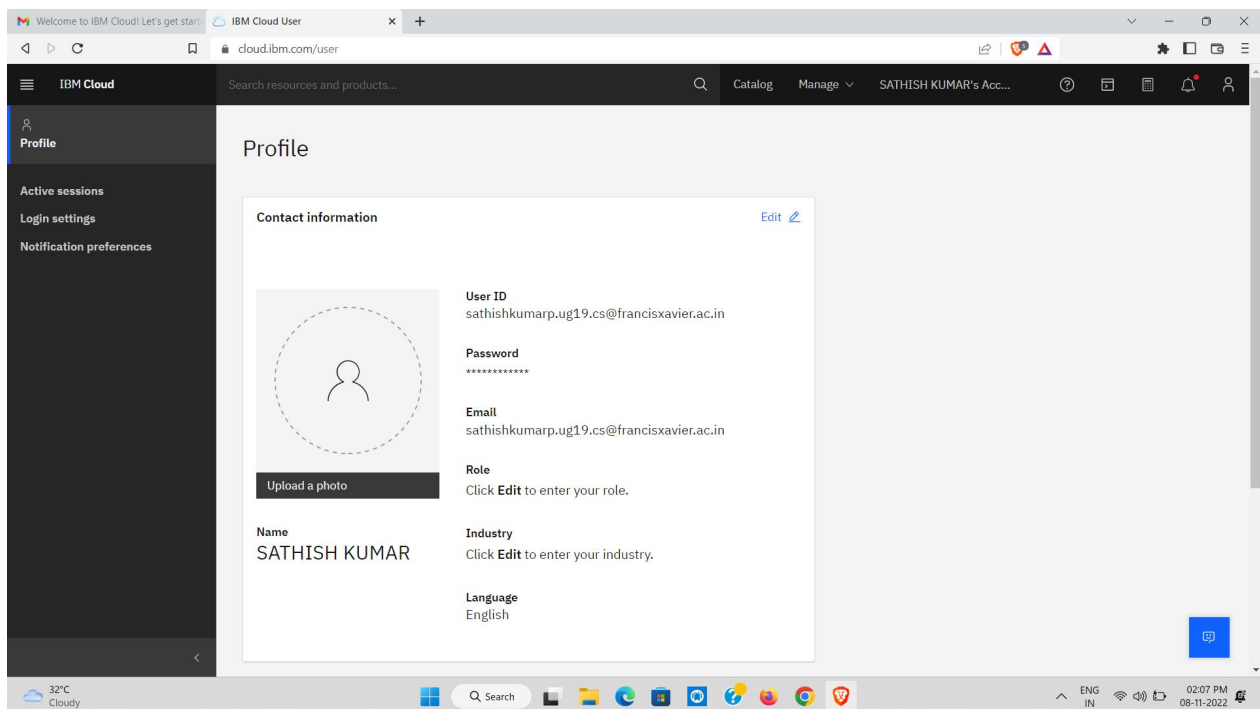 Welcome to IBM Cloud! Let's get start
IBM Cloud User
cloud.ibm.com/user
5
IBM Cloud
Search resources and products...
Catalog
Manage
SATHISH KUMAR's Acc...
Profile
Active sessions
Login settings
Notification preferences
Profile
Contact information
Edit
Upload a photo
Name
SATHISH KUMAR
User ID
sathishkumarp.ug19.cs@francisxavier.ac.in
Password
************
Email
sathishkumarp.ug19.cs@francisxavier.ac.in
Role
Click Edit to enter your role.
Industry
Click Edit to enter your industry.
Language
English
32°C
Cloudy
Search
ENG
IN
02:07 PM
08-11-2022